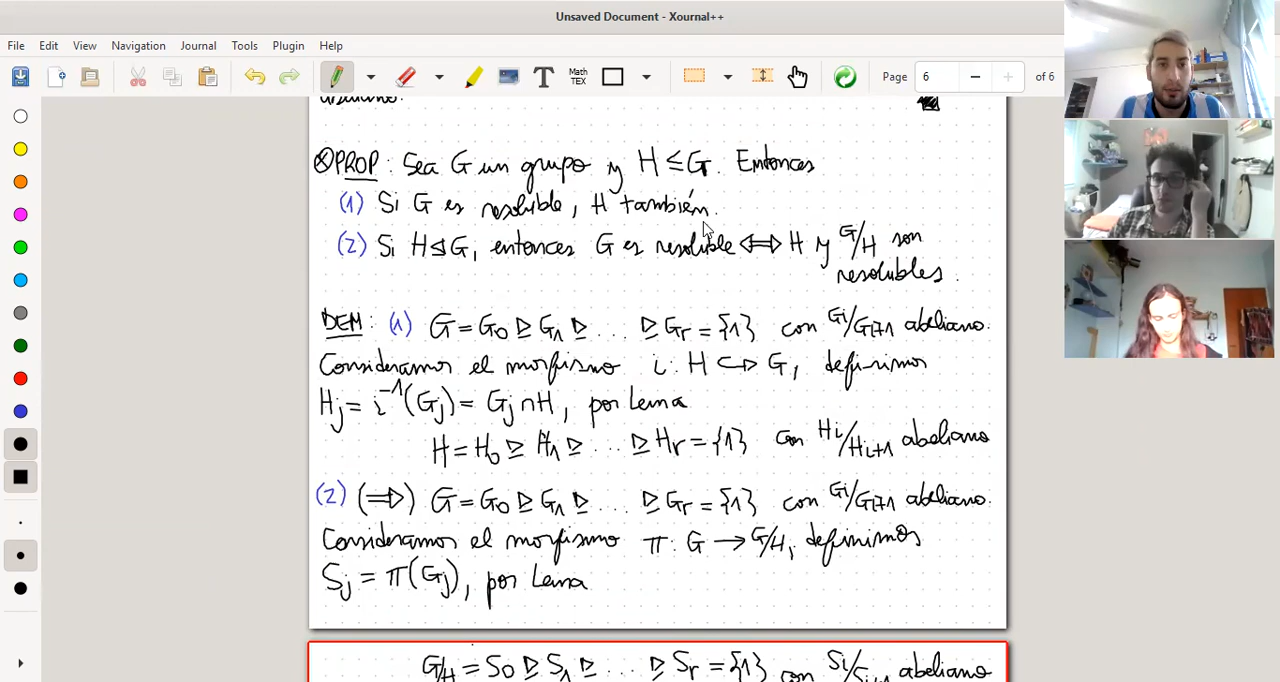 Unsaved Document - Xournal++
File Edit View Navigation Journal Tools Plugin Help
Math TEX Page 6 of 6
⊗PROP: Sea G un grupo y H ≤ G. Entonces
(1) Si G es resoluble, H también.
(2) Si H ⊴ G, entonces G es resoluble ⟺ H y G/H son
resolubles.
DEM: (1) G = G₀ ⊵ G₁ ⊵ ... ⊵ Gr = {1} con Gi/Gi+1 abeliano.
Consideramos el morfismo i: H ↪ G, definimos
Hj = i⁻¹(Gj) = Gj ∩ H, por Lema
H = H₀ ⊵ H₁ ⊵ ... ⊵ Hr = {1} con Hi/Hi+1 abeliano
(2) (⟹) G = G₀ ⊵ G₁ ⊵ ... ⊵ Gr = {1} con Gi/Gi+1 abeliano.
Consideramos el morfismo π: G → G/H, definimos
Sj = π(Gj), por Lema
G/H = S₀ ⊵ S₁ ⊵ ... ⊵ Sr = {1} con Si/Si+1 abeliano